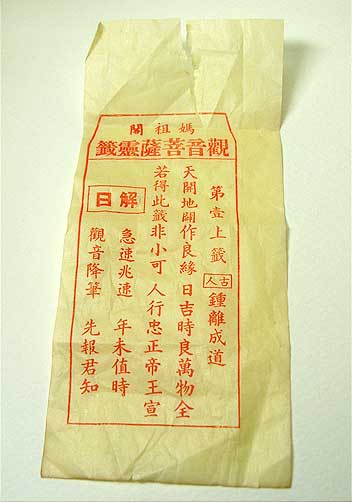 媽祖閣
觀音菩薩靈籤
第壹上籤 古人 鍾離成道
天開地闢作良緣 日吉時良萬物全
若得此籤非小可 人行忠正帝王宣
解曰
急速兆速 年未值時
觀音降筆 先報君知